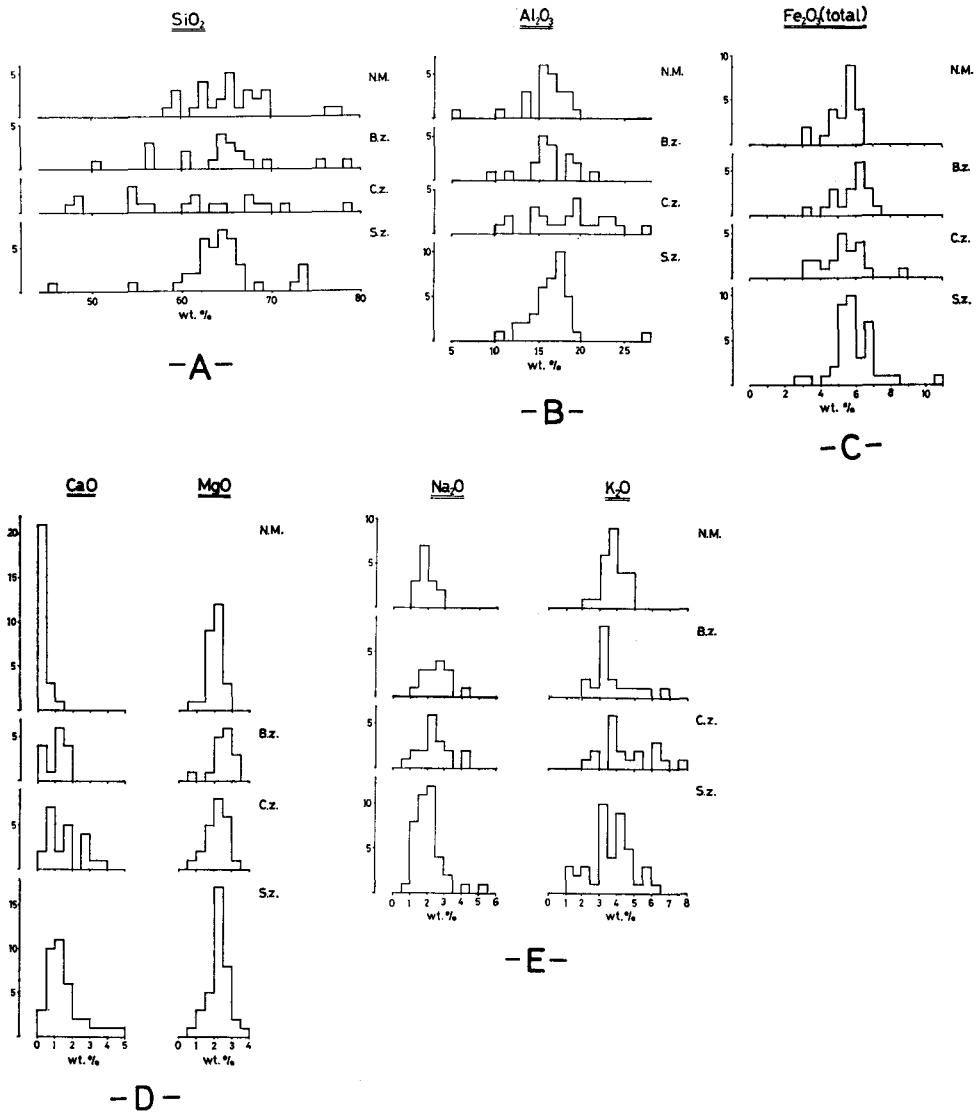 SiO₂
5
N.M.
5
B.z.
5
C.z.
5
S.z.
50 60 70 80
wt. %
-A-
Al₂O₃
5
N.M.
5
B.z.
5
C.z.
10
5
S.z.
5 10 15 20 25
wt. %
-B-
Fe₂O₃(total)
10
5
N.M.
5
B.z.
5
C.z.
10
5
S.z.
0 2 4 6 8 10
wt. %
-C-
CaO MgO
20
15
10
5
N.M.
5
B.z.
5
C.z.
15
10
5
S.z.
0 1 2 3 4 5
0 1 2 3 4
wt. % wt. %
-D-
Na₂O K₂O
10
5
N.M.
5
B.z.
5
C.z.
10
5
S.z.
0 1 2 3 4 5 6
0 1 2 3 4 5 6 7 8
wt. % wt. %
-E-